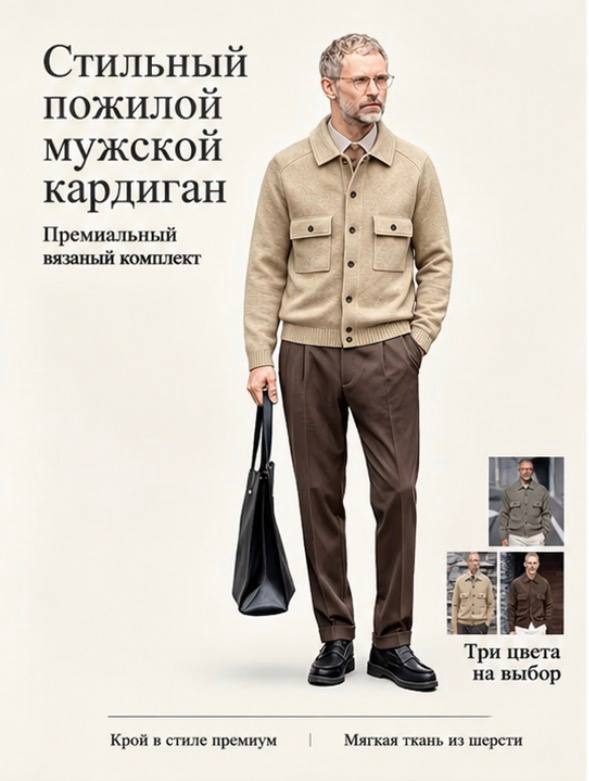 Стильный
пожилой
мужской
кардиган
Премиальный
вязаный комплект
Три цвета
на выбор
Крой в стиле премиум | Мягкая ткань из шерсти